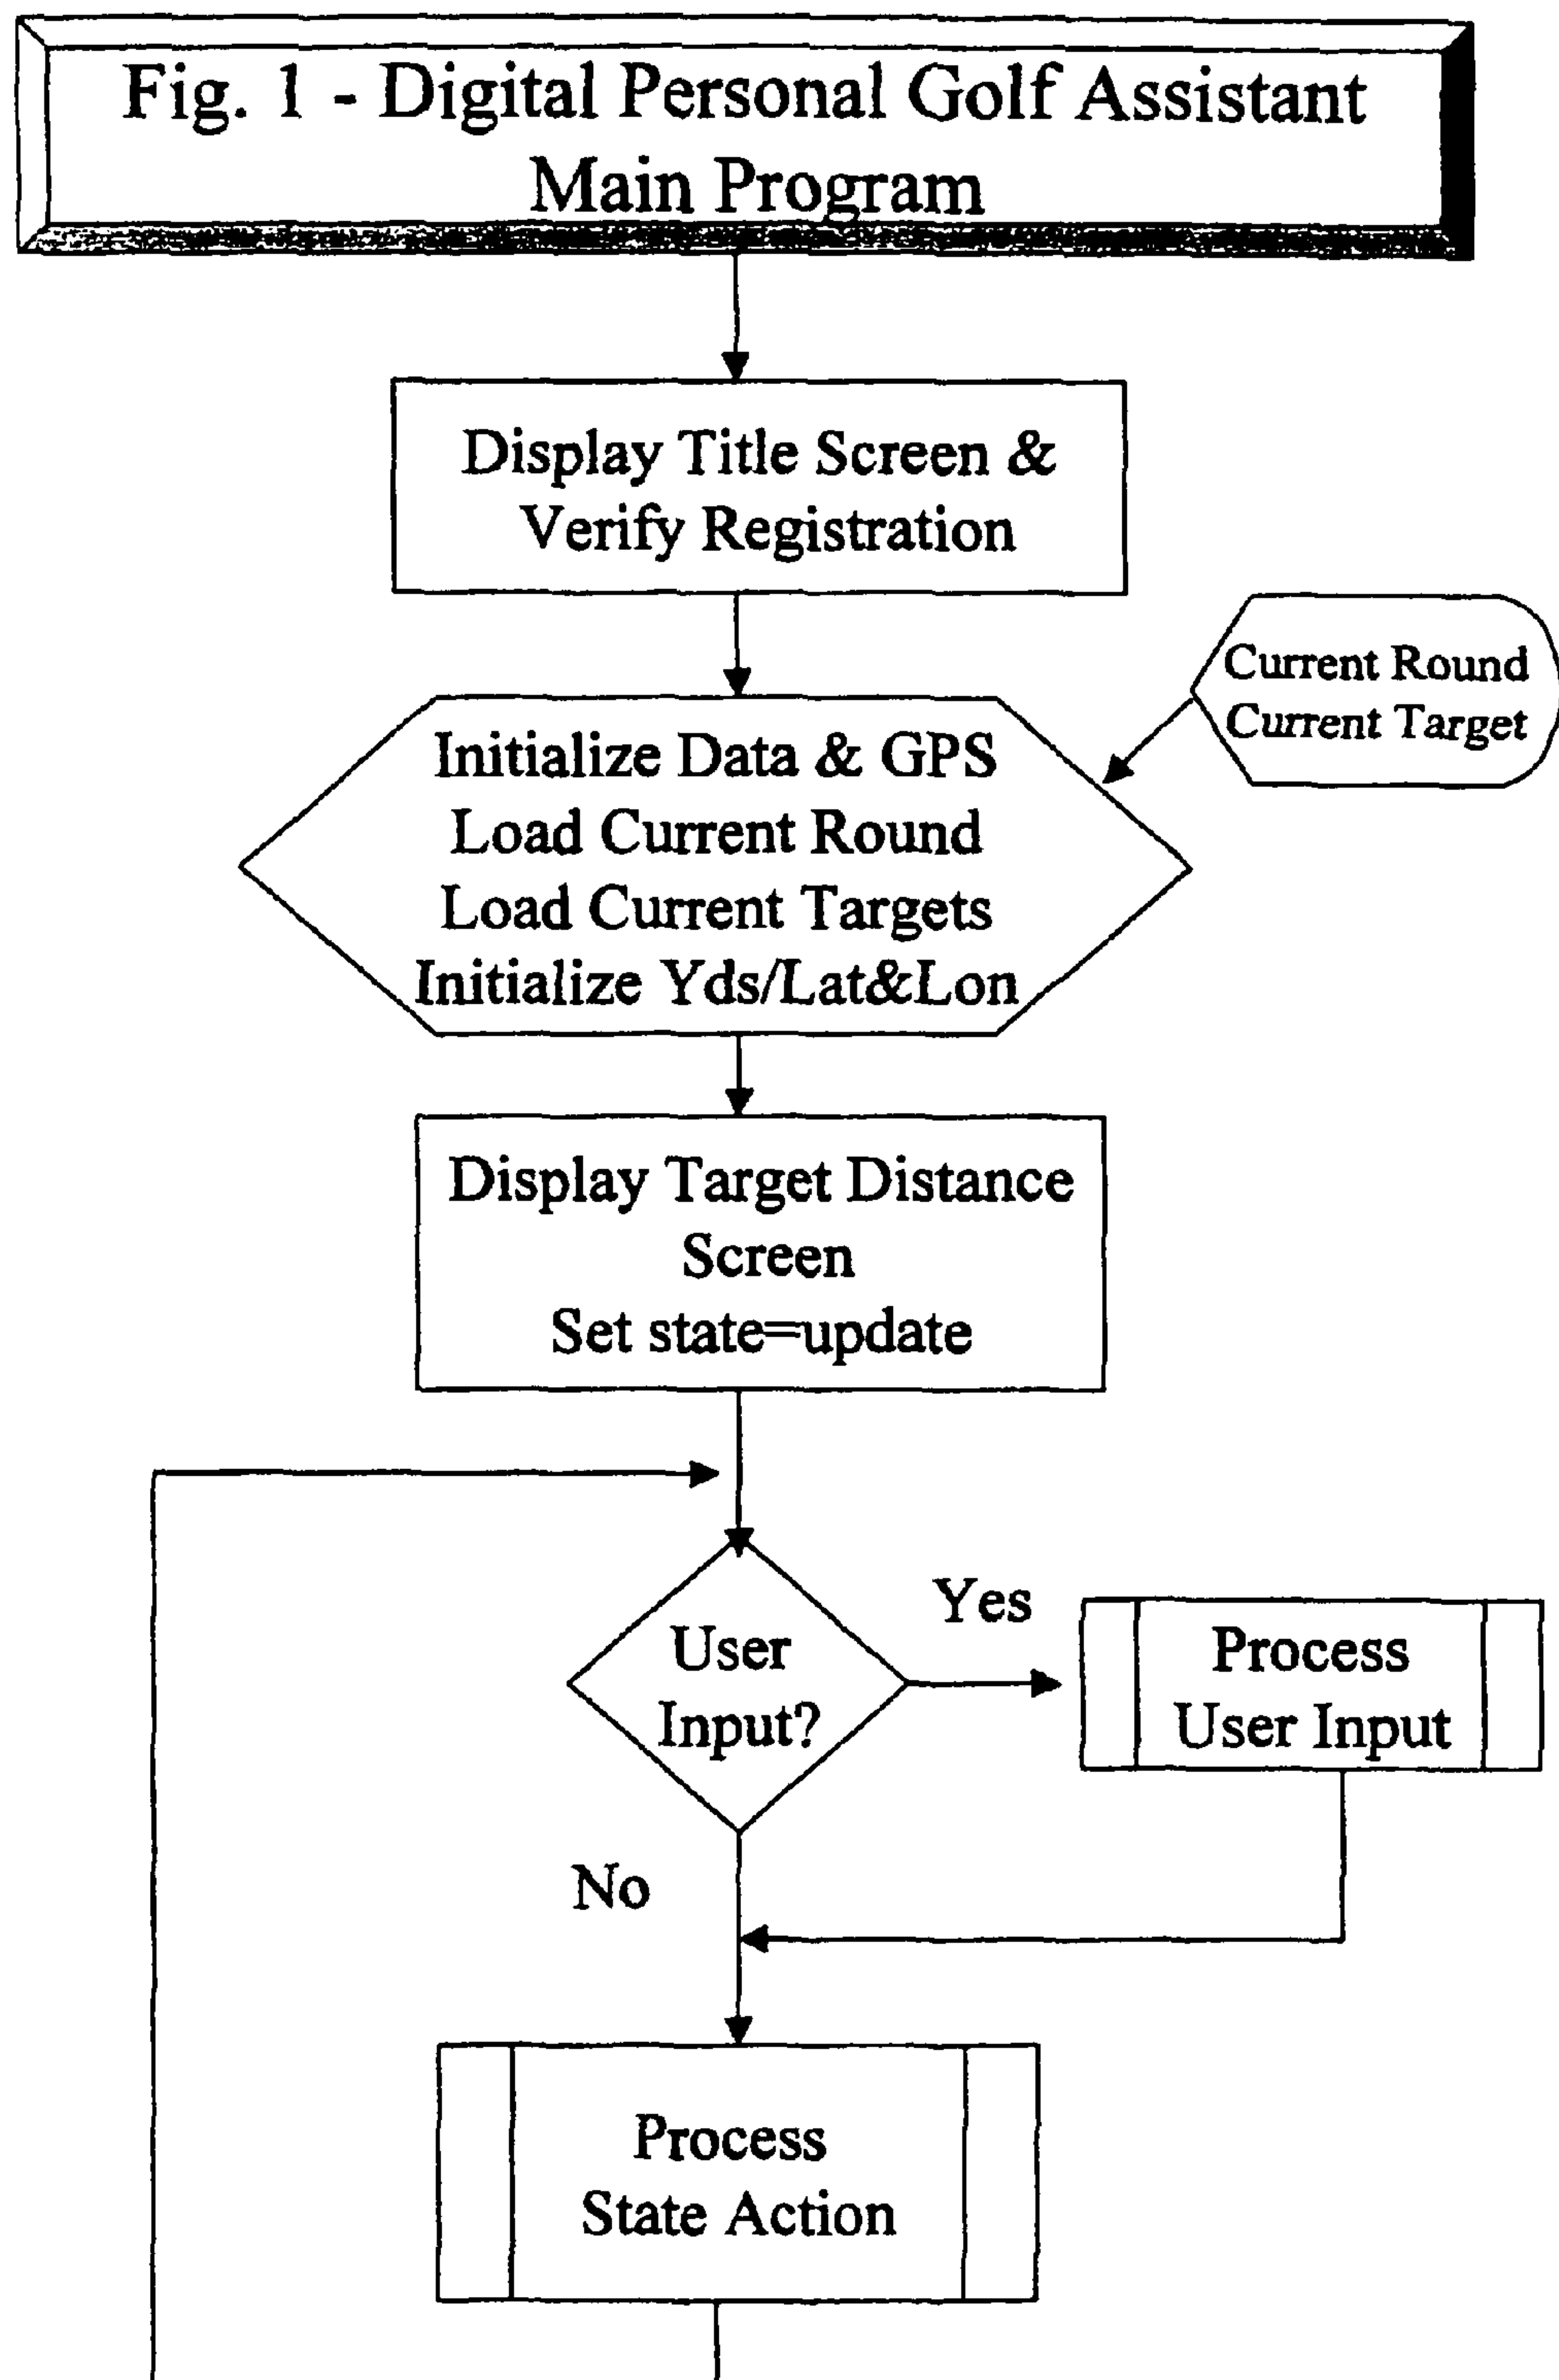 Fig. 1 - Digital Personal Golf Assistant
Main Program
Display Title Screen &
Verify Registration
Current Round
Current Target
Initialize Data & GPS
Load Current Round
Load Current Targets
Initialize Yds/Lat&Lon
Display Target Distance
Screen
Set state=update
User
Input?
Yes
Process
User Input
No
Process
State Action